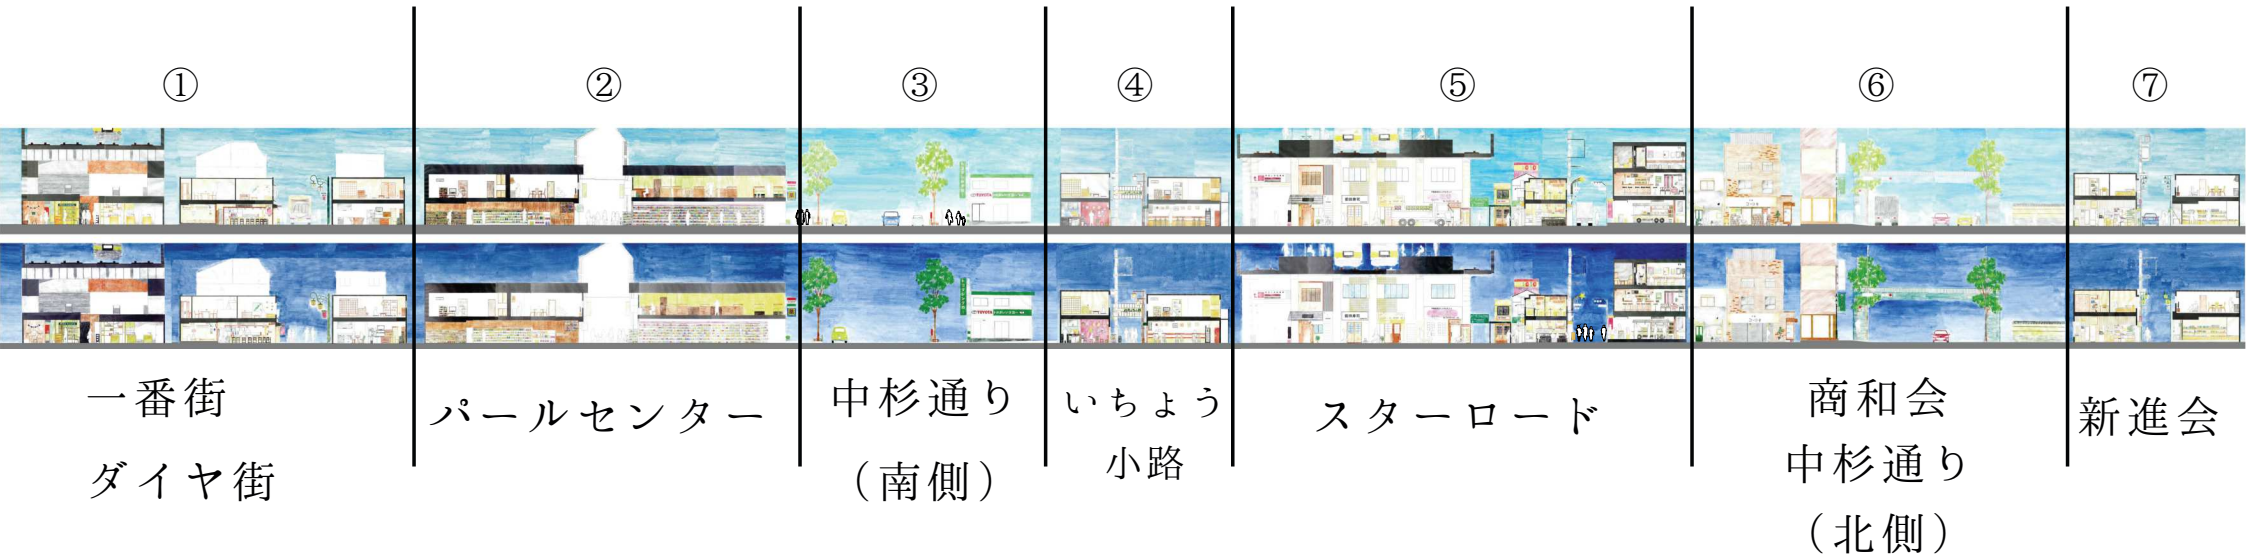 ①
②
③
④
⑤
⑥
⑦
一番街
ダイヤ街
パールセンター
中杉通り
（南側）
いちょう
小路
スターロード
商和会
中杉通り
（北側）
新進会